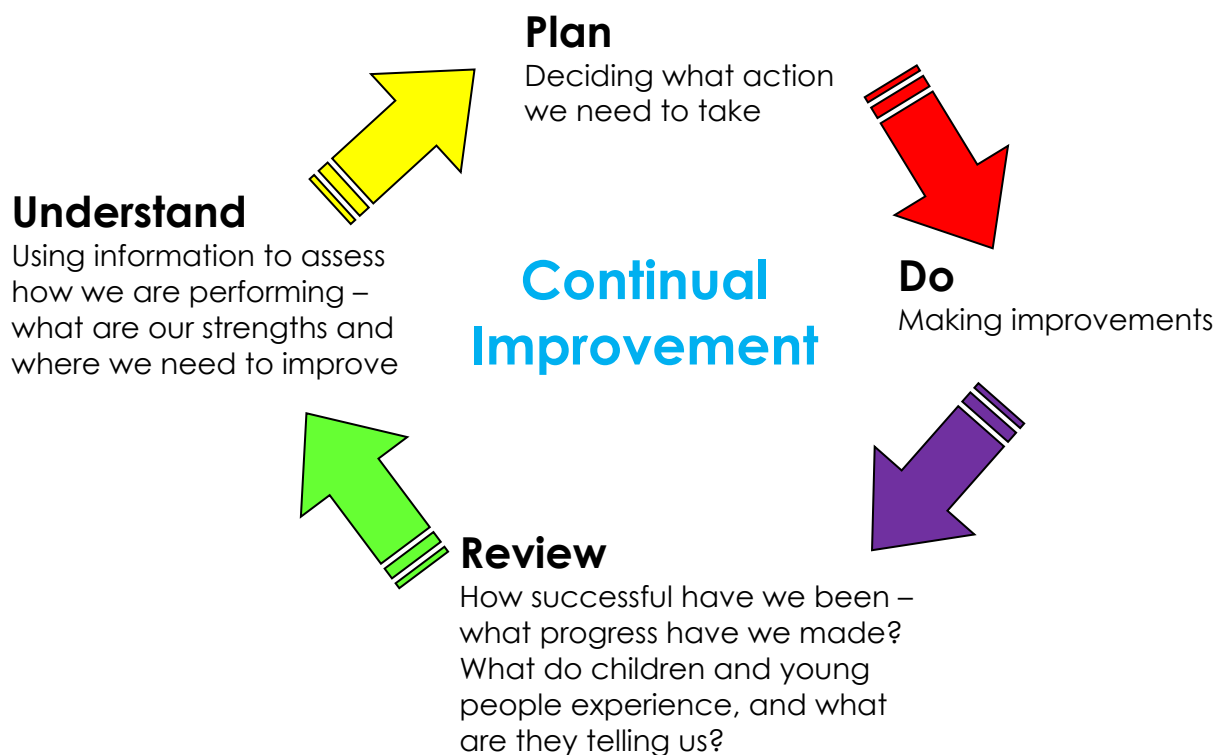 Plan
Deciding what action
we need to take
Understand
Using information to assess
how we are performing –
what are our strengths and
where we need to improve
Continual
Improvement
Do
Making improvements
Review
How successful have we been –
what progress have we made?
What do children and young
people experience, and what
are they telling us?